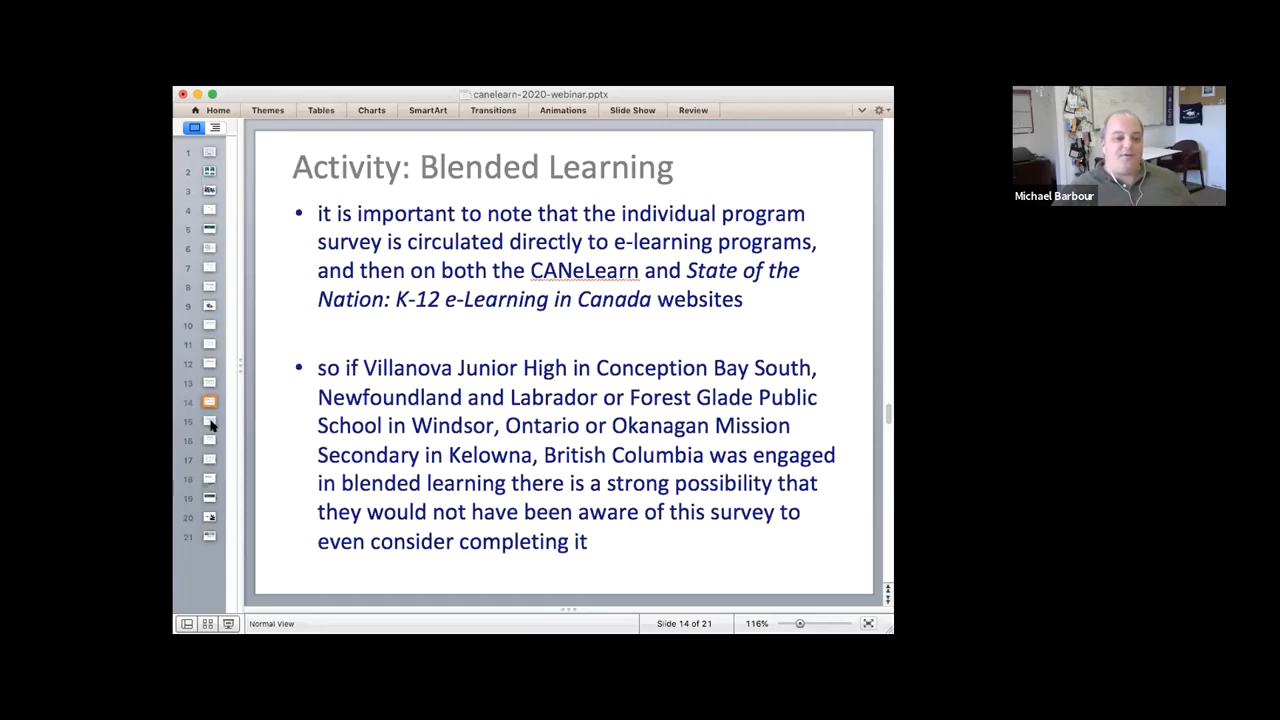 canelearn-2020-webinar.pptx
Home Themes Tables Charts SmartArt Transitions Animations Slide Show Review
1
2
3
4
5
6
7
8
9
10
11
12
13
14
15
16
17
18
19
20
21
Activity: Blended Learning
• it is important to note that the individual program
survey is circulated directly to e-learning programs,
and then on both the CANeLearn and State of the
Nation: K-12 e-Learning in Canada websites
• so if Villanova Junior High in Conception Bay South,
Newfoundland and Labrador or Forest Glade Public
School in Windsor, Ontario or Okanagan Mission
Secondary in Kelowna, British Columbia was engaged
in blended learning there is a strong possibility that
they would not have been aware of this survey to
even consider completing it
Normal View Slide 14 of 21 116%
Michael Barbour